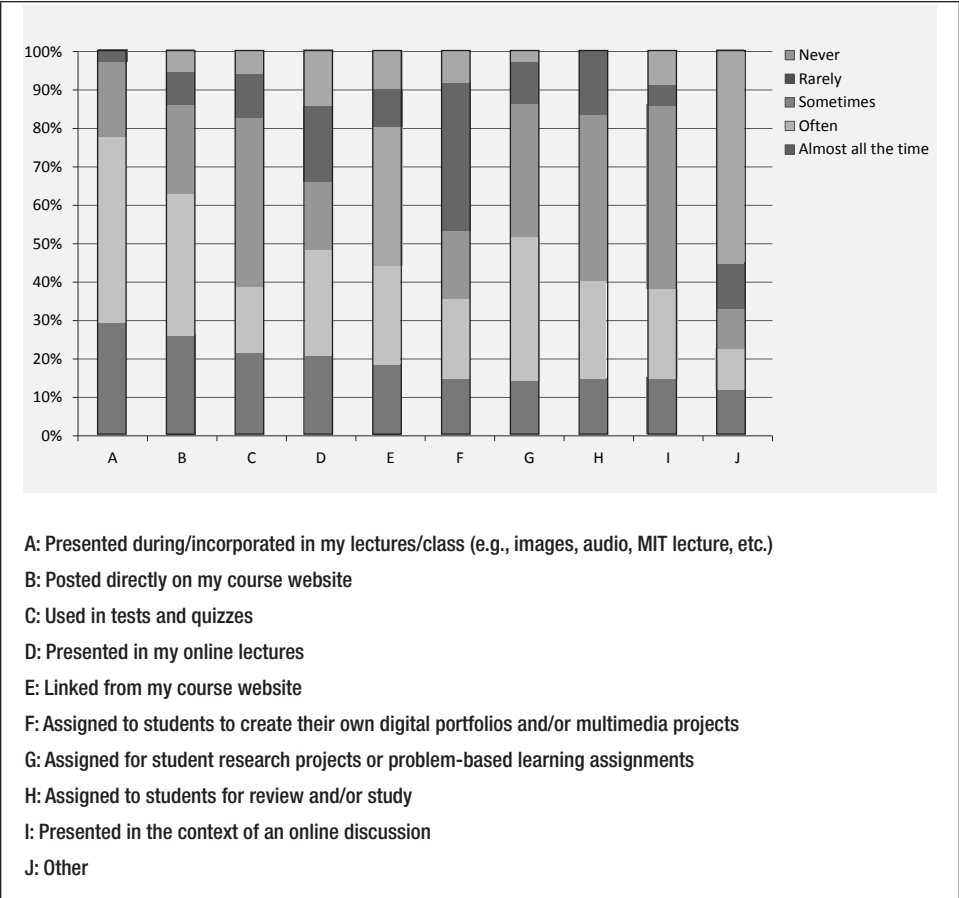 100%
90%
80%
70%
60%
50%
40%
30%
20%
10%
0%
A B C D E F G H I J
Never
Rarely
Sometimes
Often
Almost all the time
A: Presented during/incorporated in my lectures/class (e.g., images, audio, MIT lecture, etc.)
B: Posted directly on my course website
C: Used in tests and quizzes
D: Presented in my online lectures
E: Linked from my course website
F: Assigned to students to create their own digital portfolios and/or multimedia projects
G: Assigned for student research projects or problem-based learning assignments
H: Assigned to students for review and/or study
I: Presented in the context of an online discussion
J: Other